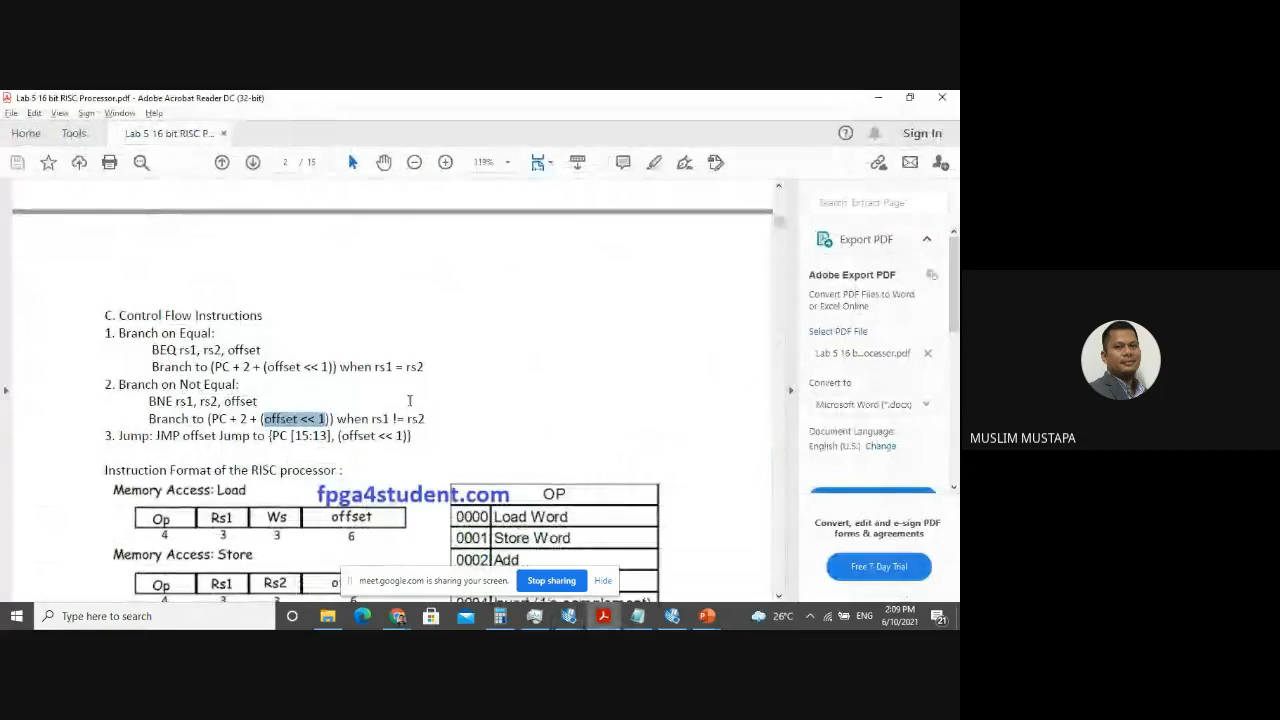 Lab 5 16 bit RISC Processor.pdf - Adobe Acrobat Reader DC (32-bit)
File Edit View Sign Window Help
Home Tools Lab 5 16 bit RISC P... × Sign In
2 / 15 119%
C. Control Flow Instructions
1. Branch on Equal:
BEQ rs1, rs2, offset
Branch to (PC + 2 + (offset << 1)) when rs1 = rs2
2. Branch on Not Equal:
BNE rs1, rs2, offset
Branch to (PC + 2 + (offset << 1)) when rs1 != rs2
3. Jump: JMP offset Jump to {PC [15:13], (offset << 1)}
Instruction Format of the RISC processor :
Memory Access: Load
fpga4student.com
Op Rs1 Ws offset
4 3 3 6
Memory Access: Store
Op Rs1 Rs2
OP
0000 Load Word
0001 Store Word
0002 Add
Search 'Extract Page'
Export PDF
Adobe Export PDF
Convert PDF Files to Word
or Excel Online
Select PDF File
Lab 5 16 b...ocessor.pdf
Convert to
Microsoft Word (*.docx)
Document Language:
English (U.S.) Change
Convert, edit and e-sign PDF
forms & agreements
Free 7-Day Trial
meet.google.com is sharing your screen. Stop sharing Hide
Type here to search
26°C ENG
2:09 PM
6/10/2021
21
MUSLIM MUSTAPA